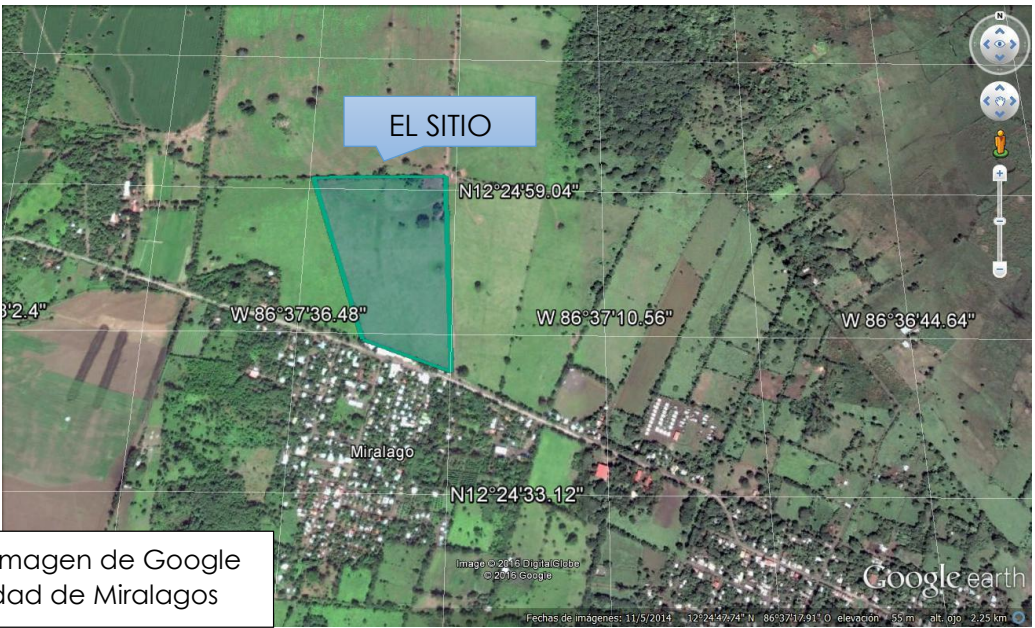 N
EL SITIO
N12°24'59.04"
3'2.4"
W 86°37'36.48"
W 86°37'10.56"
W 86°36'44.64"
Miralago
N12°24'33.12"
magen de Google
dad de Miralagos
Image © 2016 DigitalGlobe
© 2016 Google
Google earth
Fechas de imágenes: 11/5/2014 12°24'47.74" N 86°37'17.91" O elevación 55 m alt. ojo 2,25 km